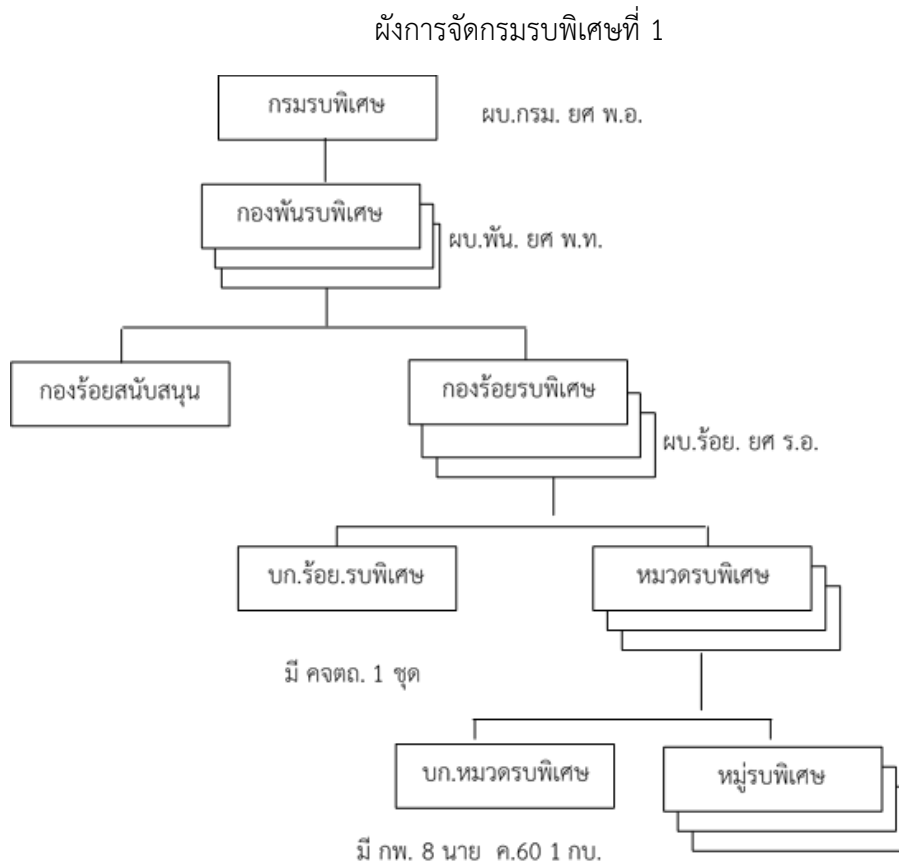 ผังการจัดกรมรบพิเศษที่ 1
กรมรบพิเศษ
ผบ.กรม. ยศ พ.อ.
กองพันรบพิเศษ
ผบ.พัน. ยศ พ.ท.
กองร้อยสนับสนุน
กองร้อยรบพิเศษ
ผบ.ร้อย. ยศ ร.อ.
บก.ร้อย.รบพิเศษ
หมวดรบพิเศษ
มี คจตถ. 1 ชุด
บก.หมวดรบพิเศษ
หมู่รบพิเศษ
มี กพ. 8 นาย ค.60 1 กบ.